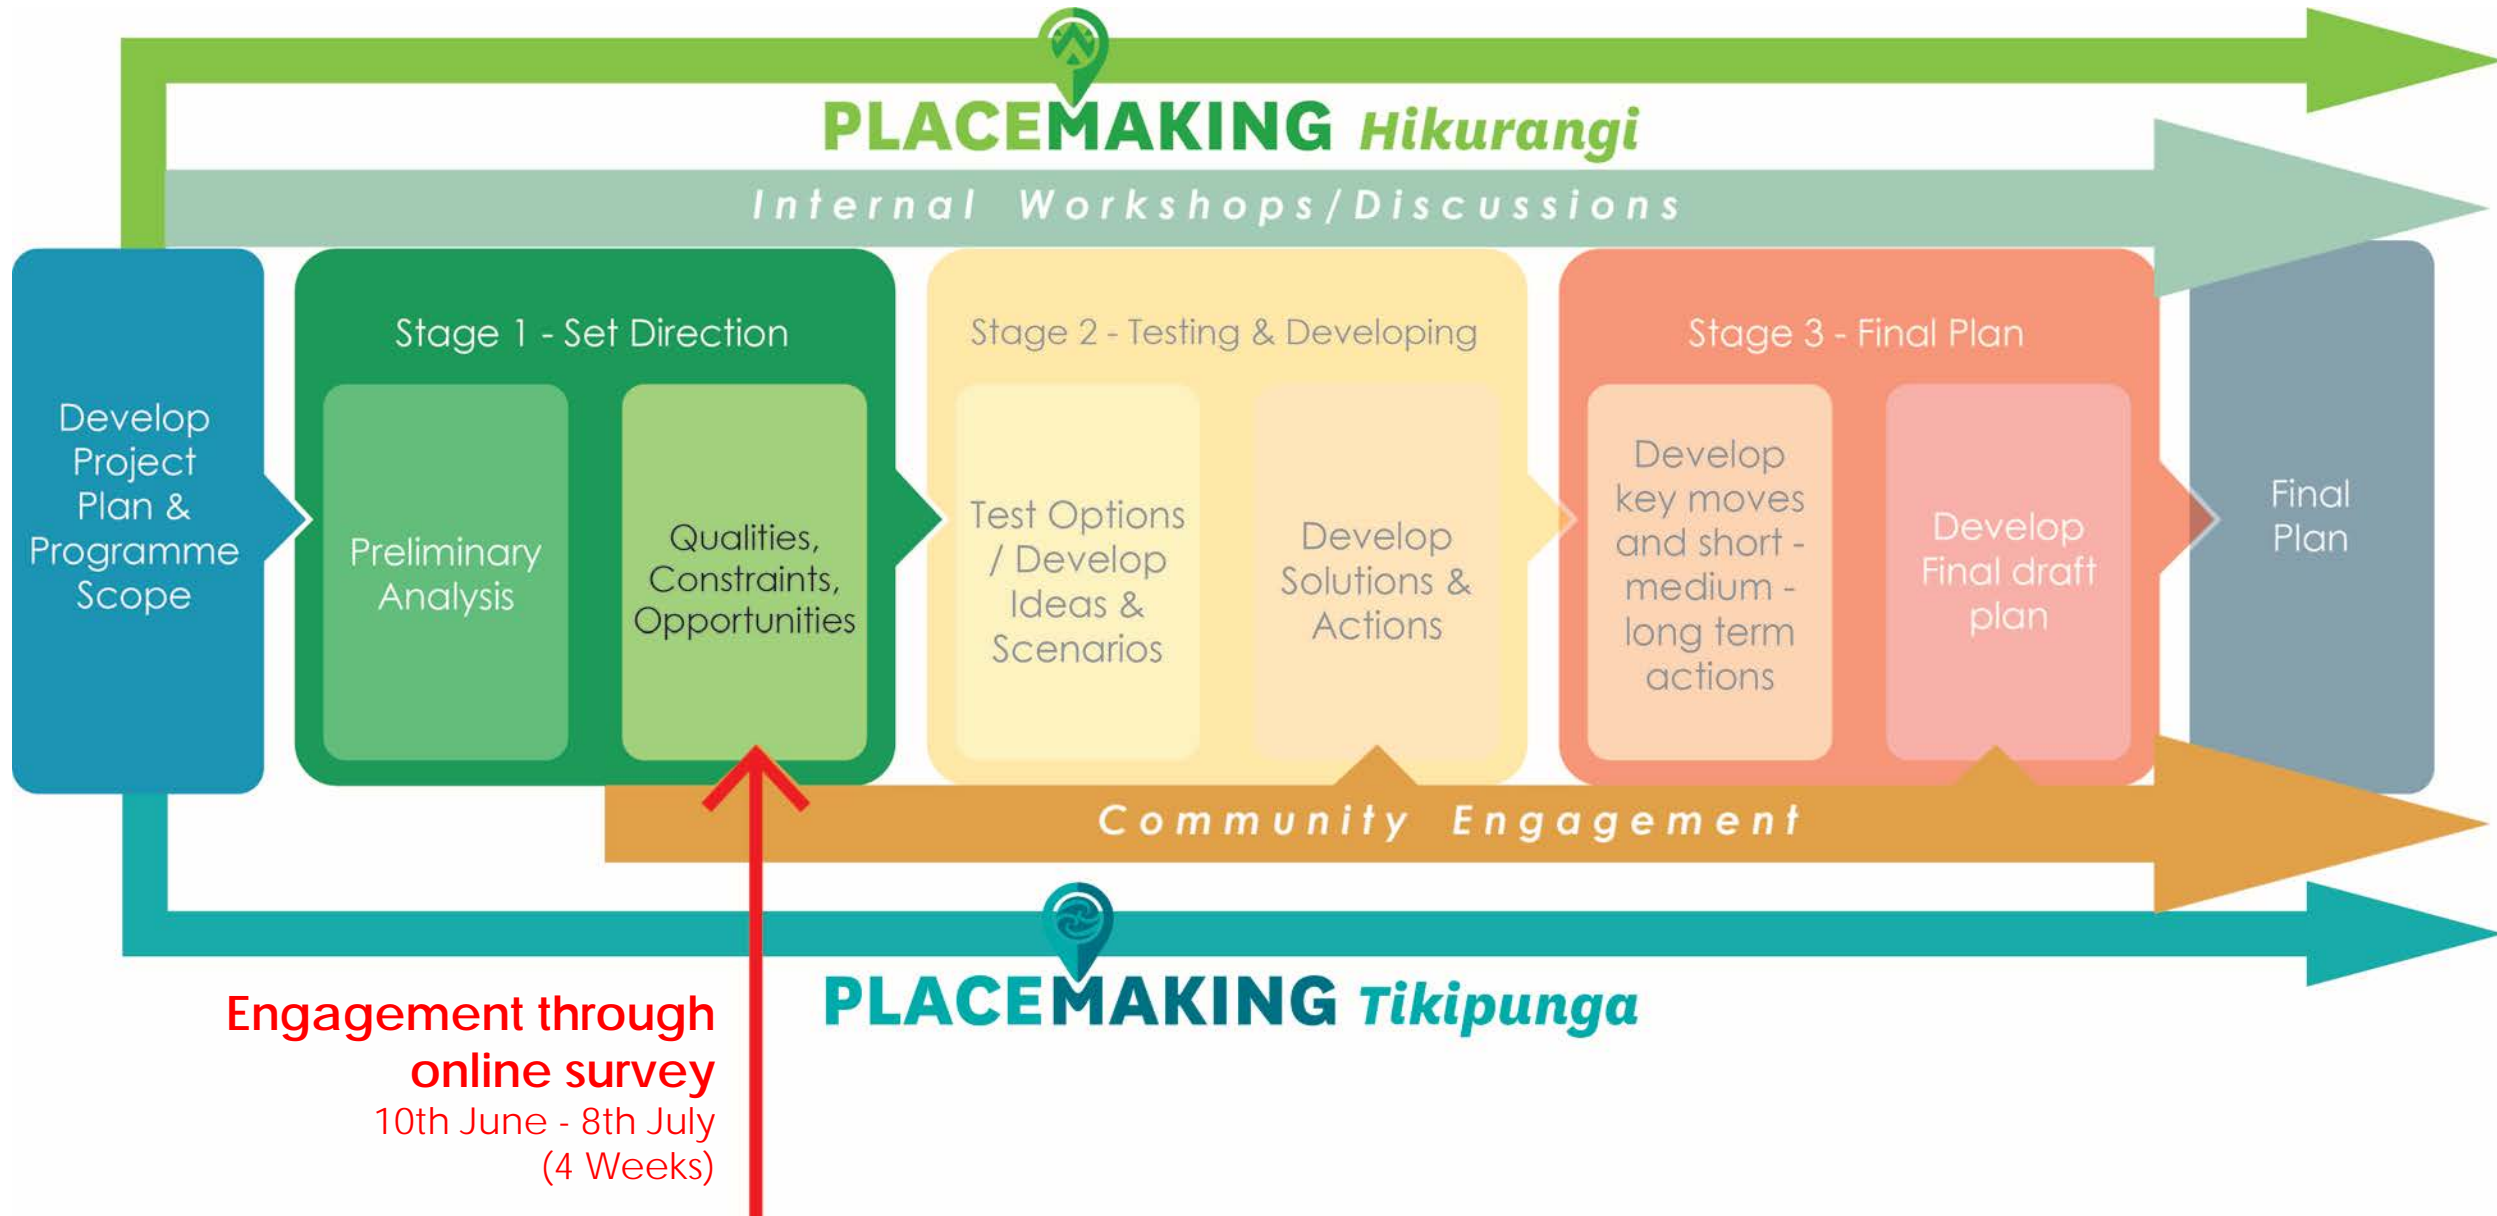 PLACEMAKING Hikurangi
Internal Workshops/Discussions
Develop
Project
Plan &
Programme
Scope
Stage 1 - Set Direction
Preliminary
Analysis
Qualities,
Constraints,
Opportunities
Stage 2 - Testing & Developing
Test Options
/ Develop
Ideas &
Scenarios
Develop
Solutions &
Actions
Stage 3 - Final Plan
Develop
key moves
and short -
medium -
long term
actions
Develop
Final draft
plan
Final
Plan
Community Engagement
PLACEMAKING Tikipunga
Engagement through
online survey
10th June - 8th July
(4 Weeks)